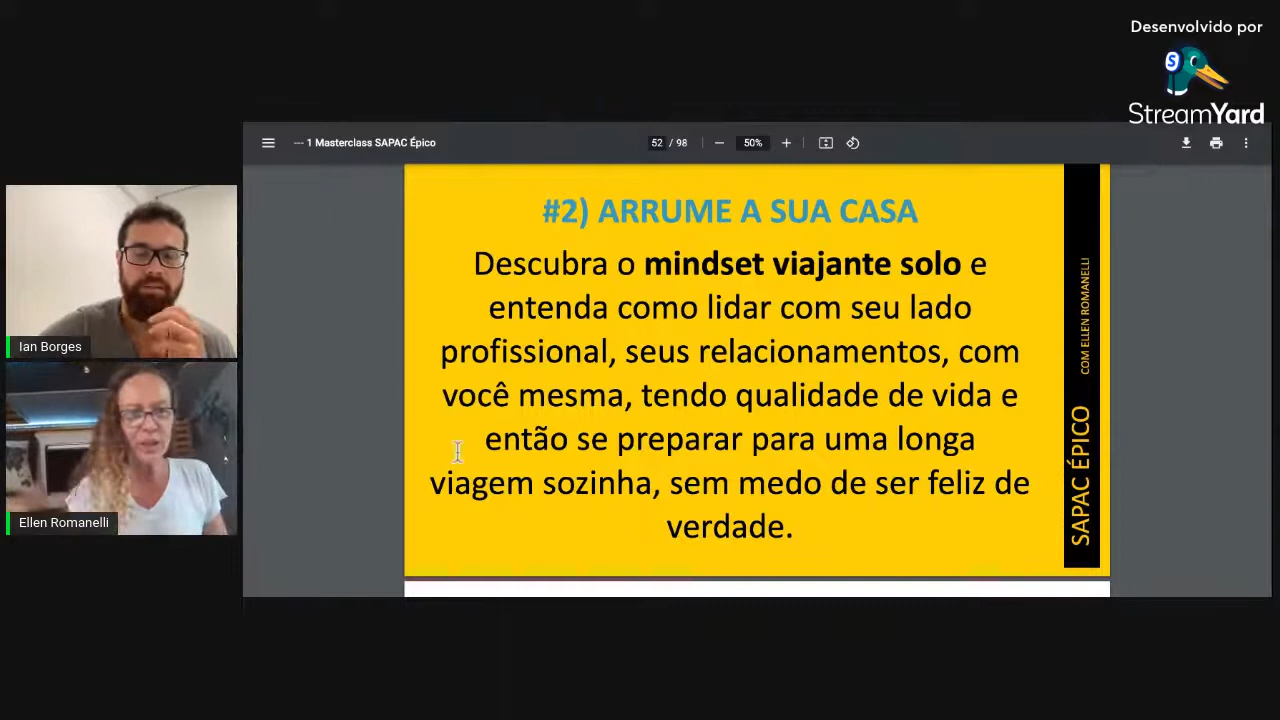 Desenvolvido por
StreamYard
--- 1 Masterclass SAPAC Épico
52 / 98
50%
#2) ARRUME A SUA CASA
Descubra o mindset viajante solo e
entenda como lidar com seu lado
profissional, seus relacionamentos, com
você mesma, tendo qualidade de vida e
então se preparar para uma longa
viagem sozinha, sem medo de ser feliz de
verdade.
SAPAC ÉPICO COM ELLEN ROMANELLI
Ian Borges
Ellen Romanelli